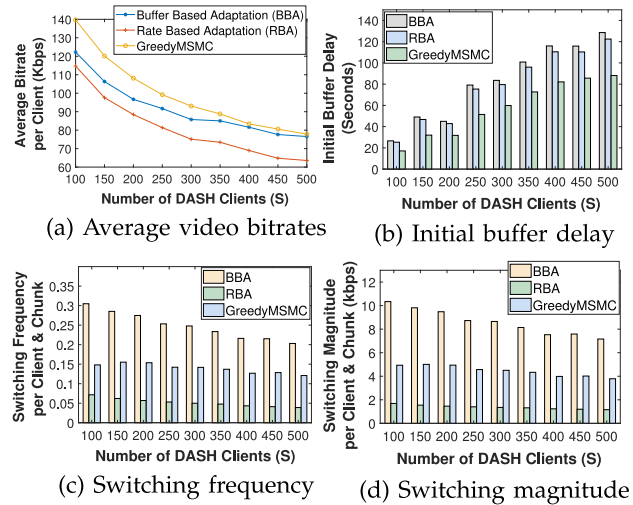 140
130
120
110
100
90
80
70
60
Average Bitrate
per Client (Kbps)
Buffer Based Adaptation (BBA)
Rate Based Adaptation (RBA)
GreedyMSMC
100 150 200 250 300 350 400 450 500
Number of DASH Clients (S)
(a) Average video bitrates
140
120
100
80
60
40
20
0
Initial Buffer Delay
(Seconds)
BBA
RBA
GreedyMSMC
100 150 200 250 300 350 400 450 500
Number of DASH Clients (S)
(b) Initial buffer delay
0.35
0.3
0.25
0.2
0.15
0.1
0.05
0
Switching Frequency
per Client & Chunk
BBA
RBA
GreedyMSMC
100 150 200 250 300 350 400 450 500
Number of DASH Clients (S)
(c) Switching frequency
12
10
8
6
4
2
0
Switching Magnitude
per Client & Chunk (kbps)
BBA
RBA
GreedyMSMC
100 150 200 250 300 350 400 450 500
Number of DASH Clients (S)
(d) Switching magnitude